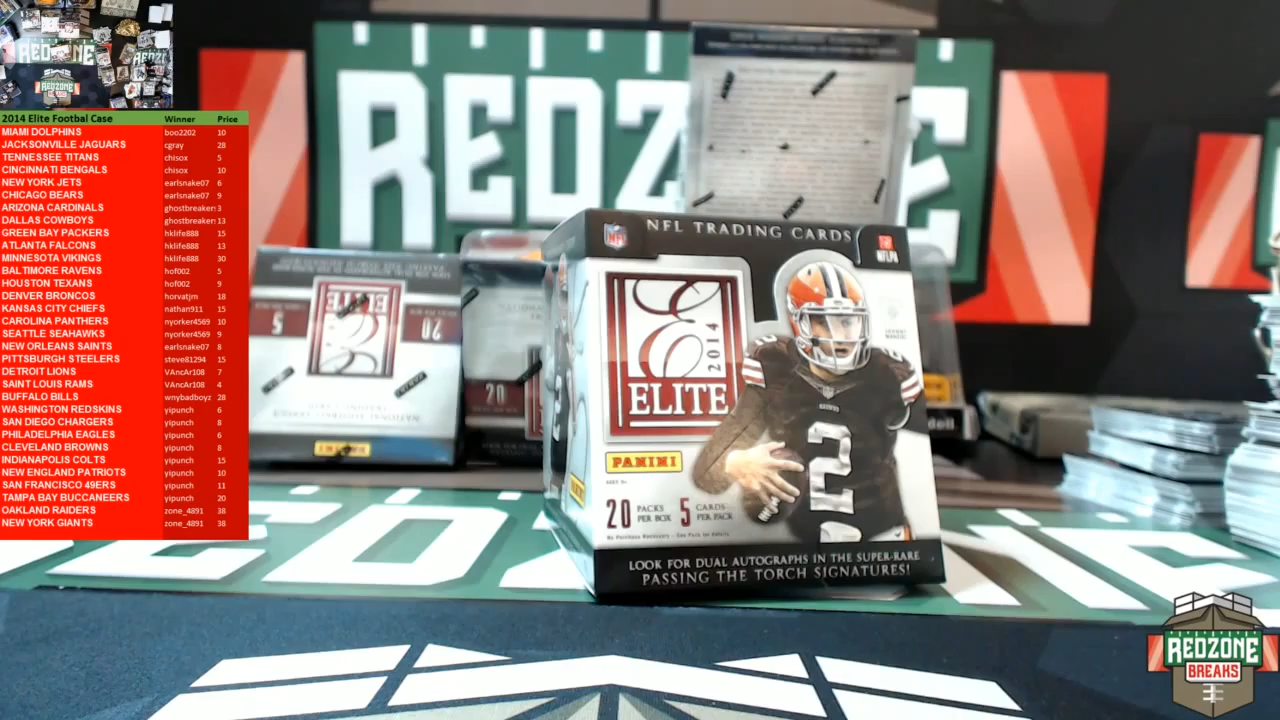 REDZONE
2014 Elite Footbal Case Winner Price
MIAMI DOLPHINS boo2202 10
JACKSONVILLE JAGUARS cgray 28
TENNESSEE TITANS chisox 5
CINCINNATI BENGALS chisox 10
NEW YORK JETS earlsnake07 6
CHICAGO BEARS earlsnake07 9
ARIZONA CARDINALS ghostbreaker 3
DALLAS COWBOYS ghostbreaker 13
GREEN BAY PACKERS hklife888 15
ATLANTA FALCONS hklife888 13
MINNESOTA VIKINGS hklife888 30
BALTIMORE RAVENS hof002 5
HOUSTON TEXANS hof002 9
DENVER BRONCOS horvatjm 18
KANSAS CITY CHIEFS nathan911 15
CAROLINA PANTHERS nyorker4569 10
SEATTLE SEAHAWKS nyorker4569 9
NEW ORLEANS SAINTS earlsnake07 8
PITTSBURGH STEELERS steve81294 15
DETROIT LIONS VAncAr108 7
SAINT LOUIS RAMS VAncAr108 4
BUFFALO BILLS wnybadboyz 28
WASHINGTON REDSKINS yipunch 6
SAN DIEGO CHARGERS yipunch 8
PHILADELPHIA EAGLES yipunch 6
CLEVELAND BROWNS yipunch 8
INDIANAPOLIS COLTS yipunch 15
NEW ENGLAND PATRIOTS yipunch 10
SAN FRANCISCO 49ERS yipunch 11
TAMPA BAY BUCCANEERS yipunch 20
OAKLAND RAIDERS zone_4891 38
NEW YORK GIANTS zone_4891 38
REDZ E
NFL NFL TRADING CARDS NFLPA
2014
ELITE
PANINI
20 PACKS PER BOX 5 CARDS PER PACK
2
LOOK FOR DUAL AUTOGRAPHS IN THE SUPER-RARE
PASSING THE TORCH SIGNATURES!
ELITE
5
20
PANINI
20
dell
REDZONE
BREAKS